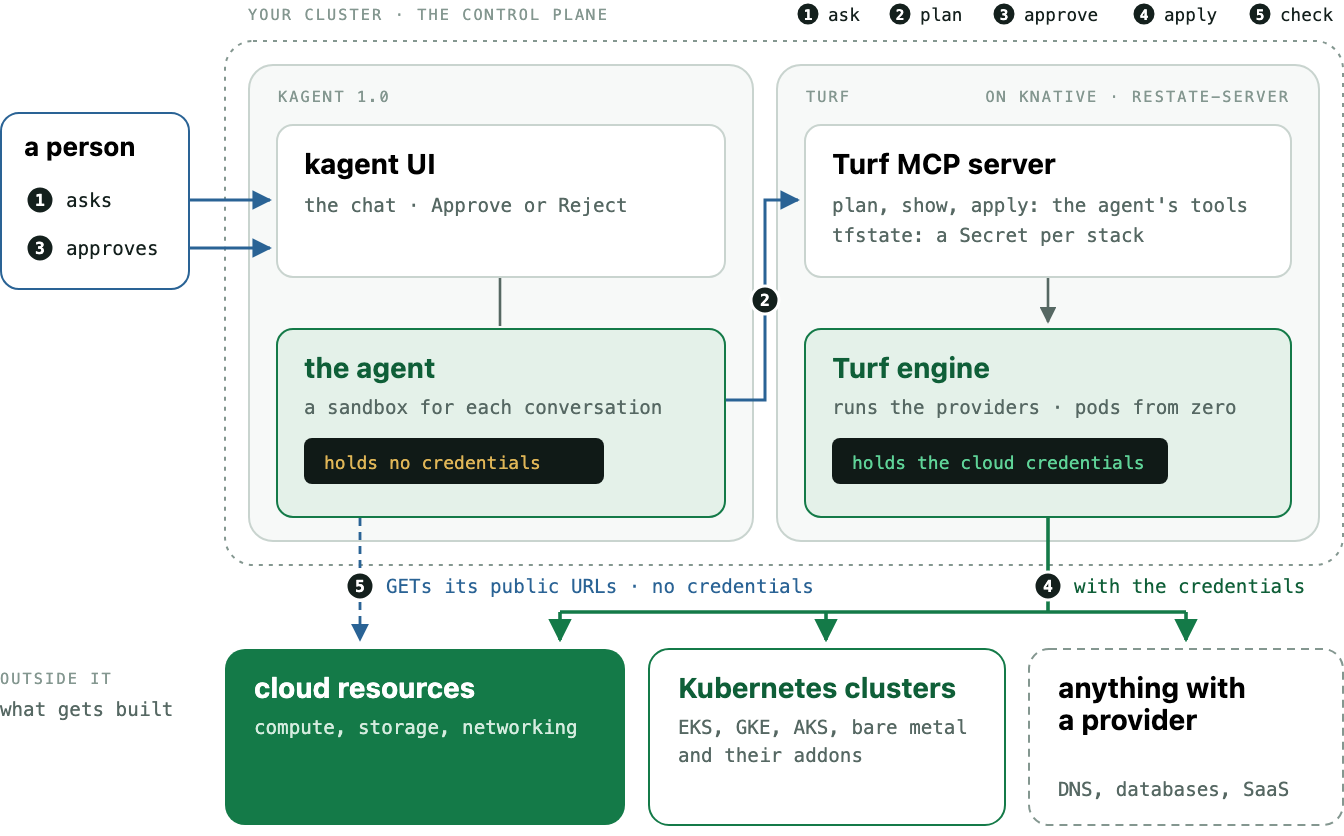 YOUR CLUSTER · THE CONTROL PLANE
1 ask 2 plan 3 approve 4 apply 5 check
KAGENT 1.0
TURF
ON KNATIVE · RESTATE-SERVER
a person
1 asks
3 approves
kagent UI
the chat · Approve or Reject
Turf MCP server
plan, show, apply: the agent's tools
tfstate: a Secret per stack
2
the agent
a sandbox for each conversation
holds no credentials
Turf engine
runs the providers · pods from zero
holds the cloud credentials
5 GETs its public URLs · no credentials
4 with the credentials
OUTSIDE IT
what gets built
cloud resources
compute, storage, networking
Kubernetes clusters
EKS, GKE, AKS, bare metal
and their addons
anything with
a provider
DNS, databases, SaaS